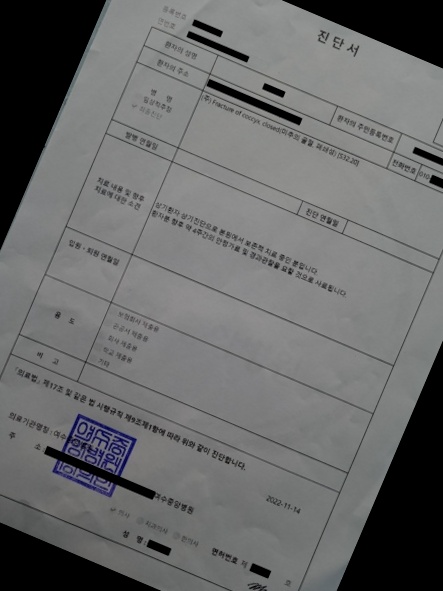 진단서
등록번호
연번호
환자의 성명
환자의 주민등록번호
환자의 주소
전화번호 010
병 명
임상적추정
최종진단
(주) Fracture of coccyx, closed(미추의 골절, 폐쇄성) [S32.20]
발병 연월일
진단 연월일
치료 내용 및 향후
치료에 대한 소견
상기환자 상기진단으로 본원에서 보존적 치료 중인 분입니다.
환자분 향후 약 4주간의 안정가료 및 경과관찰을 요할 것으로 사료됩니다.
입원ㆍ퇴원 연월일
용 도
보험회사 제출용
관공서 제출용
회사 제출용
학교 제출용
기타
비 고
「의료법」 제17조 및 같은 법 시행규칙 제9조제1항에 따라 위와 같이 진단합니다.
2022-11-14
의료기관명칭 : 여수
주 소
여수중앙병원
의사 치과의사 한의사
면허번호 제 호
성 명 :